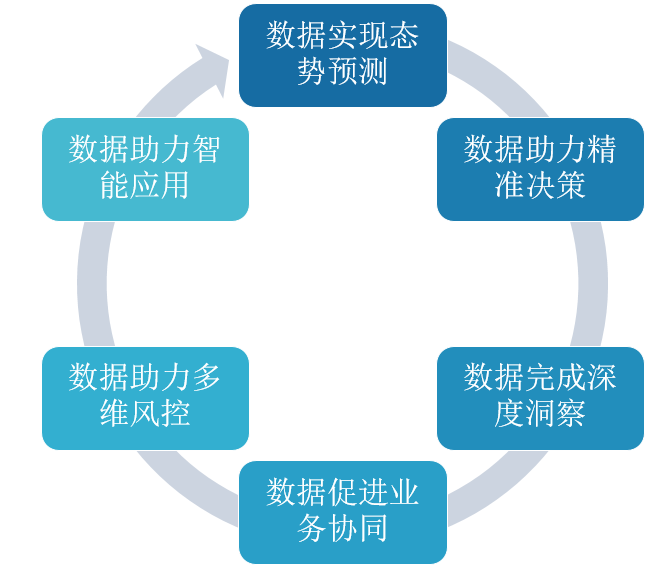 数据实现态
势预测
数据助力精
准决策
数据完成深
度洞察
数据促进业
务协同
数据助力多
维风控
数据助力智
能应用